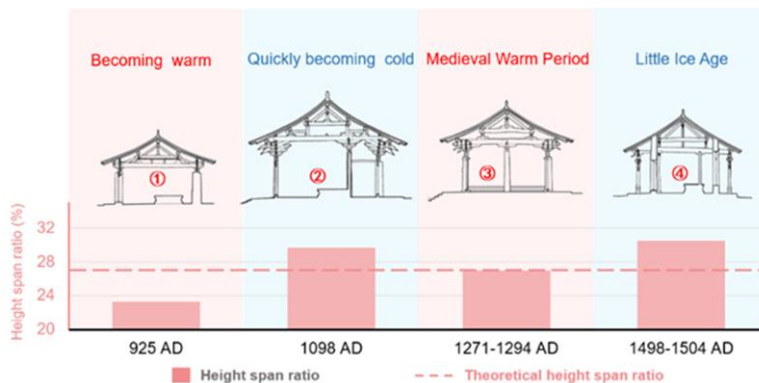 Becoming warm
Quickly becoming cold
Medieval Warm Period
Little Ice Age
①
②
③
④
Height span ratio (%)
32
28
24
20
925 AD
1098 AD
1271-1294 AD
1498-1504 AD
Height span ratio
Theoretical height span ratio